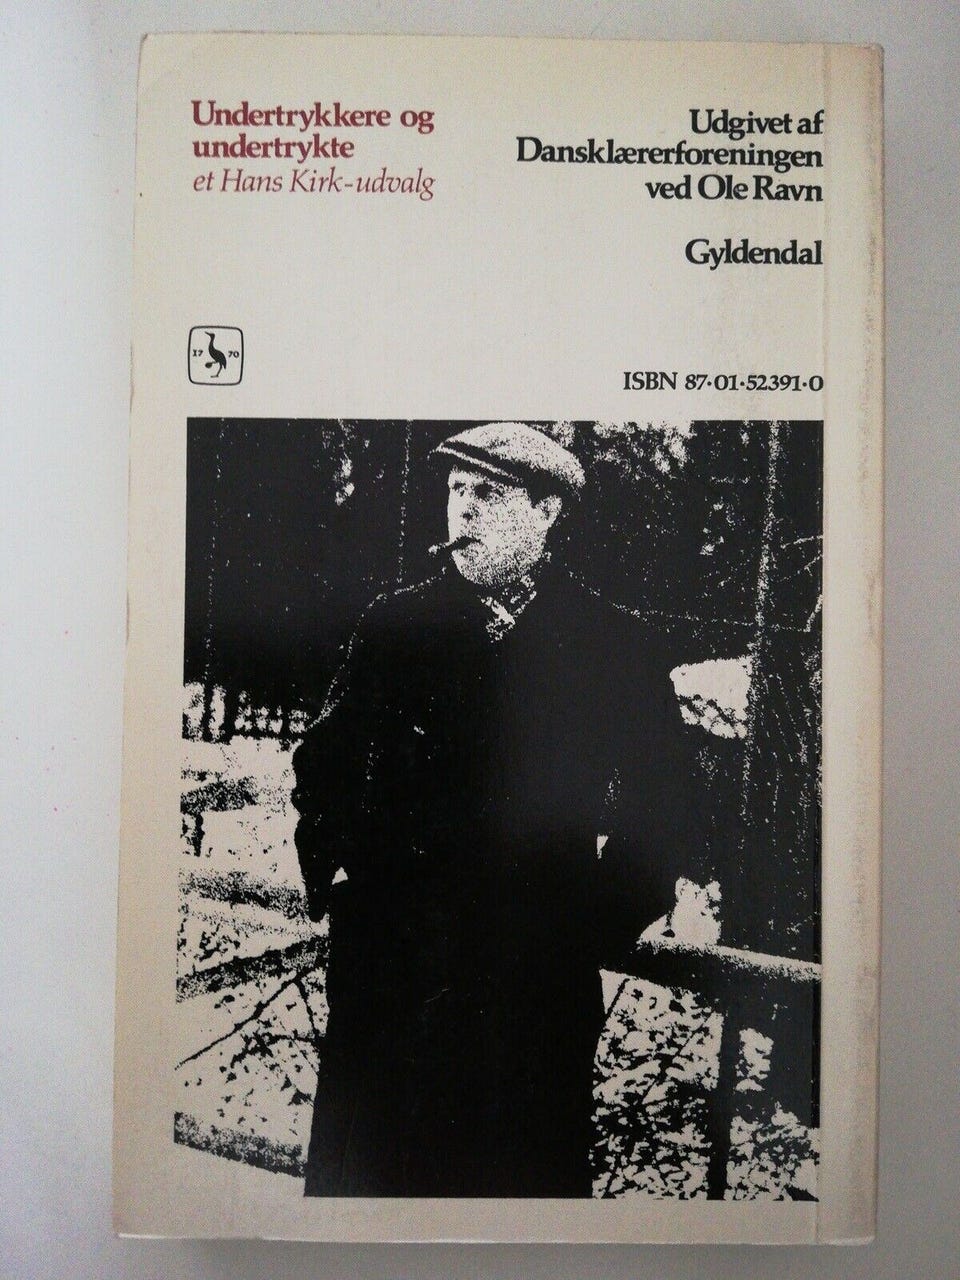 Undertrykkere og
undertrykte
et Hans Kirk-udvalg
Udgivet af
Dansklærerforeningen
ved Ole Ravn
Gyldendal
17 70
ISBN 87·01·52391·0